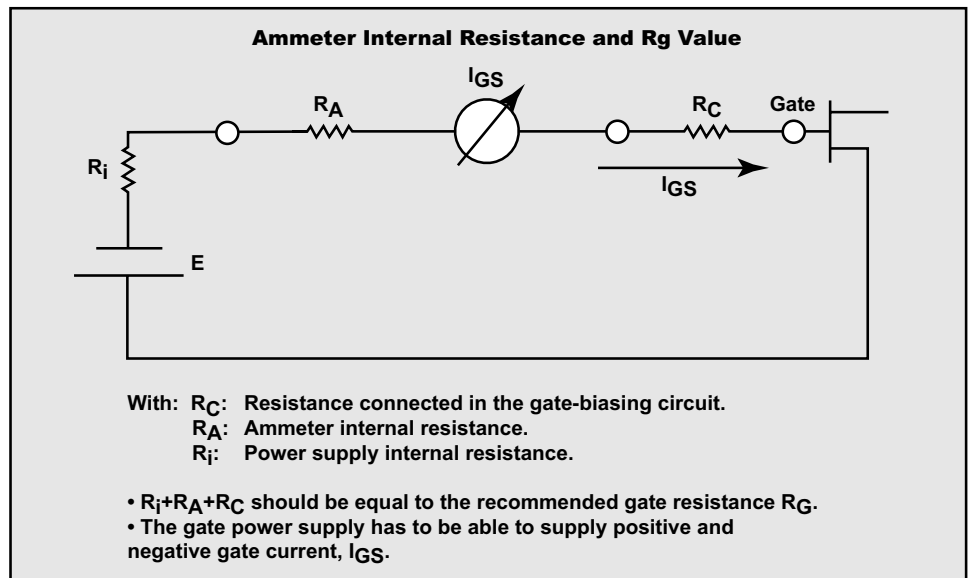 Ammeter Internal Resistance and Rg Value
IGS
RA
RC
Gate
Ri
IGS
E
With: RC: Resistance connected in the gate-biasing circuit.
RA: Ammeter internal resistance.
Ri: Power supply internal resistance.
• Ri+RA+RC should be equal to the recommended gate resistance RG.
• The gate power supply has to be able to supply positive and
negative gate current, IGS.